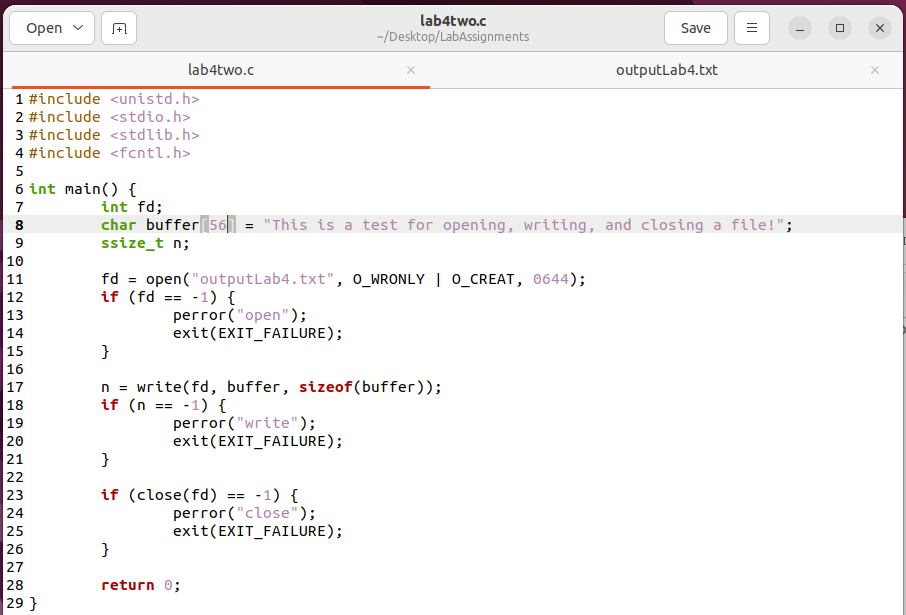 Open
lab4two.c
~/Desktop/LabAssignments
Save
lab4two.c
outputLab4.txt
1 #include <unistd.h>
2 #include <stdio.h>
3 #include <stdlib.h>
4 #include <fcntl.h>
5
6 int main() {
7         int fd;
8         char buffer[56] = "This is a test for opening, writing, and closing a file!";
9         ssize_t n;
10
11         fd = open("outputLab4.txt", O_WRONLY | O_CREAT, 0644);
12         if (fd == -1) {
13                 perror("open");
14                 exit(EXIT_FAILURE);
15         }
16
17         n = write(fd, buffer, sizeof(buffer));
18         if (n == -1) {
19                 perror("write");
20                 exit(EXIT_FAILURE);
21         }
22
23         if (close(fd) == -1) {
24                 perror("close");
25                 exit(EXIT_FAILURE);
26         }
27
28         return 0;
29 }